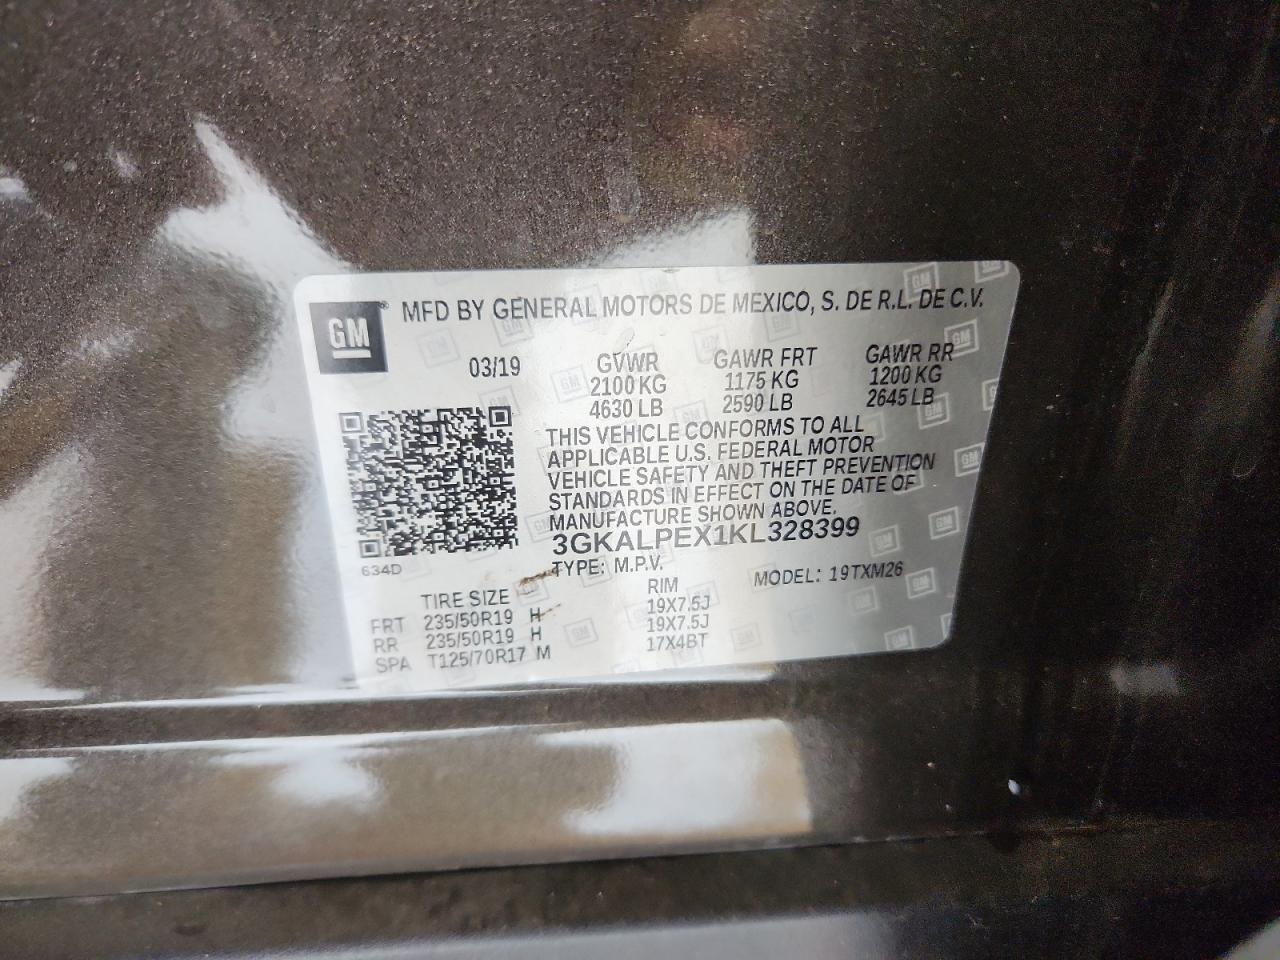 GM® MFD BY GENERAL MOTORS DE MEXICO, S. DE R.L. DE C.V.
03/19 GVWR GAWR FRT GAWR RR
2100 KG 1175 KG 1200 KG
4630 LB 2590 LB 2645 LB
THIS VEHICLE CONFORMS TO ALL
APPLICABLE U.S. FEDERAL MOTOR
VEHICLE SAFETY AND THEFT PREVENTION
STANDARDS IN EFFECT ON THE DATE OF
MANUFACTURE SHOWN ABOVE.
3GKALPEX1KL328399
634D TYPE: M.P.V. MODEL: 19TXM26
TIRE SIZE RIM
FRT 235/50R19 H 19X7.5J
RR 235/50R19 H 19X7.5J
SPA T125/70R17 M 17X4BT